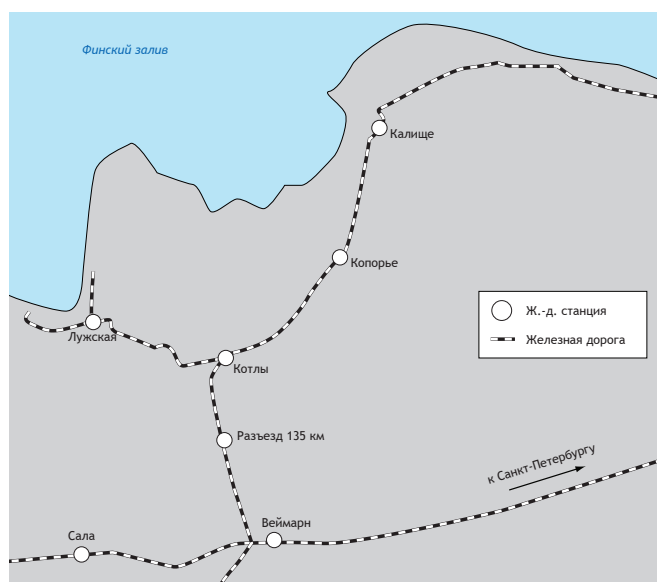 Финский залив
Калище
Копорье
Ж.-д. станция
Железная дорога
Лужская
Котлы
Разъезд 135 км
к Санкт-Петербургу
Веймарн
Сала